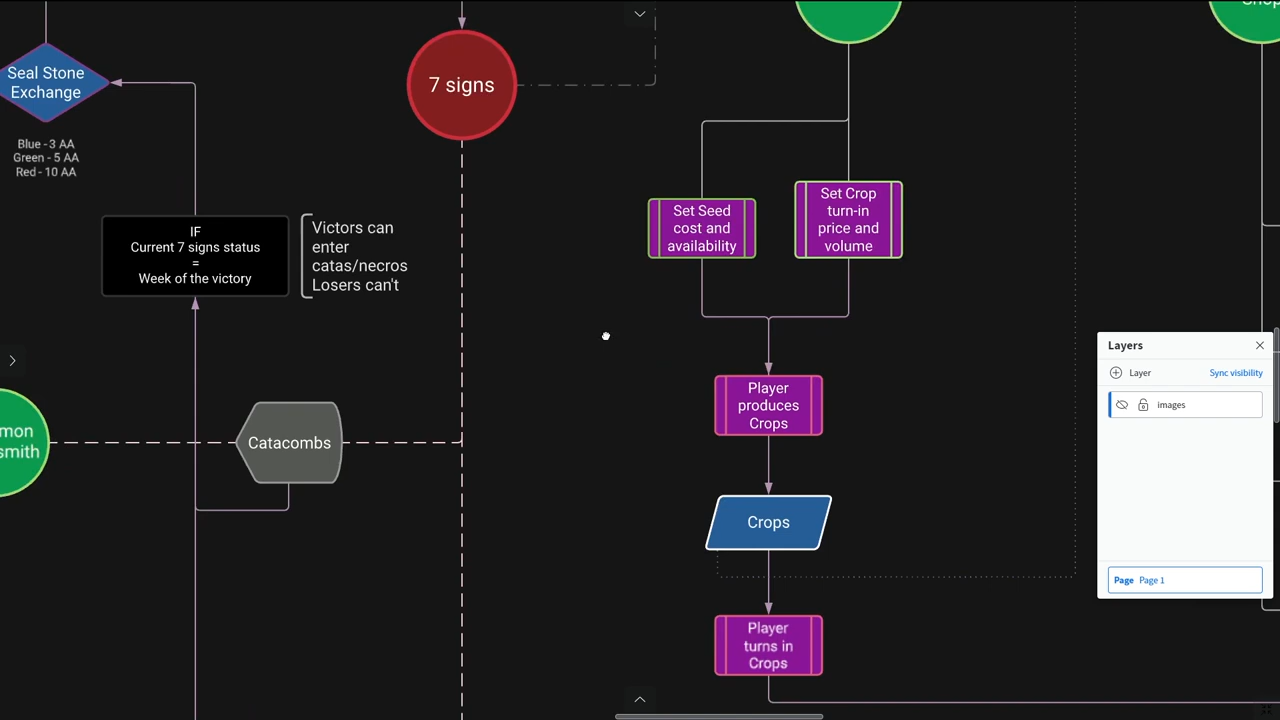 Seal Stone
Exchange
Blue - 3 AA
Green - 5 AA
Red - 10 AA
7 signs
IF
Current 7 signs status
=
Week of the victory
Victors can
enter
catas/necros
Losers can't
mon
smith
Catacombs
Set Seed
cost and
availability
Set Crop
turn-in
price and
volume
Player
produces
Crops
Crops
Player
turns in
Crops
Layers
Layer
Sync visibility
images
Page Page 1